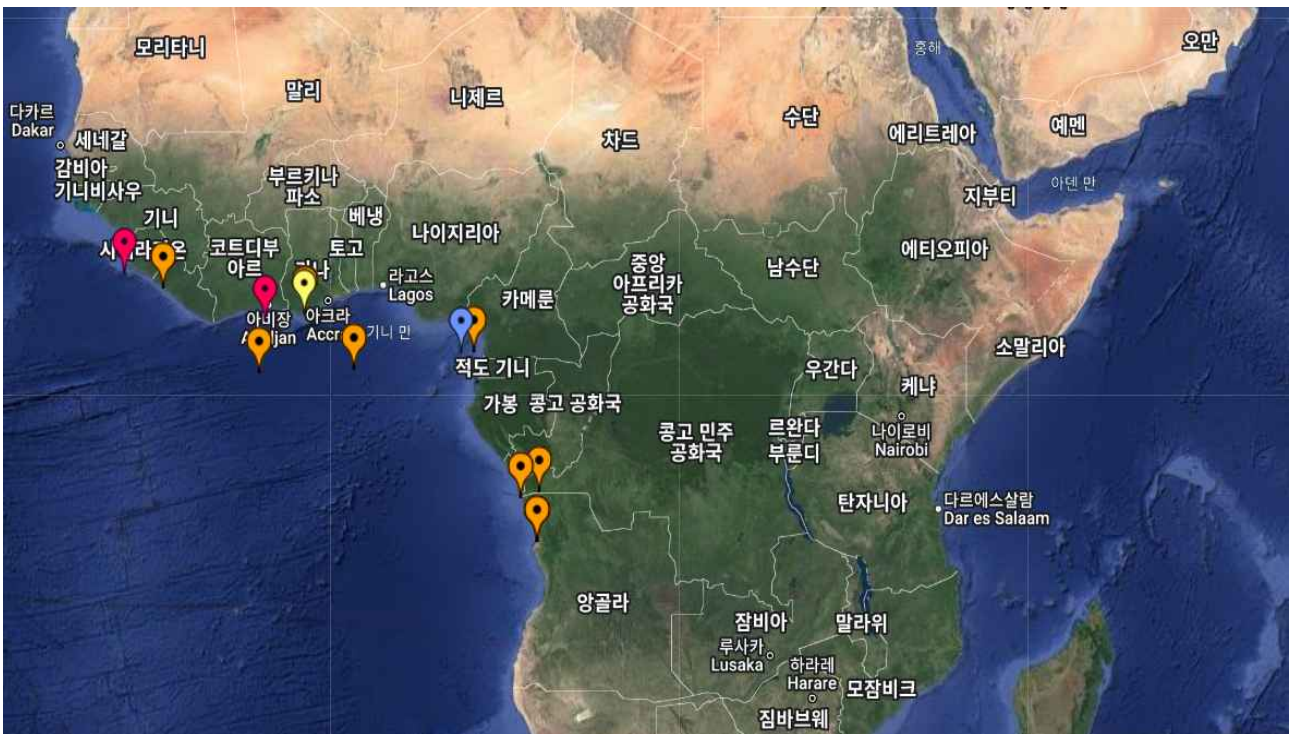 홍해
오만
모리타니
말리
니제르
차드
수단
에리트레아
예멘
다카르
Dakar
세네갈
감비아
기니비사우
부르키나
파소
베냉
지부티
아덴 만
기니
나이지리아
코트디부
아르
토고
라고스
Lagos
중앙
아프리카
공화국
남수단
에티오피아
카메룬
아비장
아크라
Accr
기니 만
적도 기니
우간다
소말리아
케냐
가봉
콩고 공화국
콩고 민주
공화국
르완다
부룬디
나이로비
Nairobi
탄자니아
다르에스살람
Dar es Salaam
앙골라
잠비아
말라위
루사카
Lusaka
하라레
Harare
모잠비크
짐바브웨